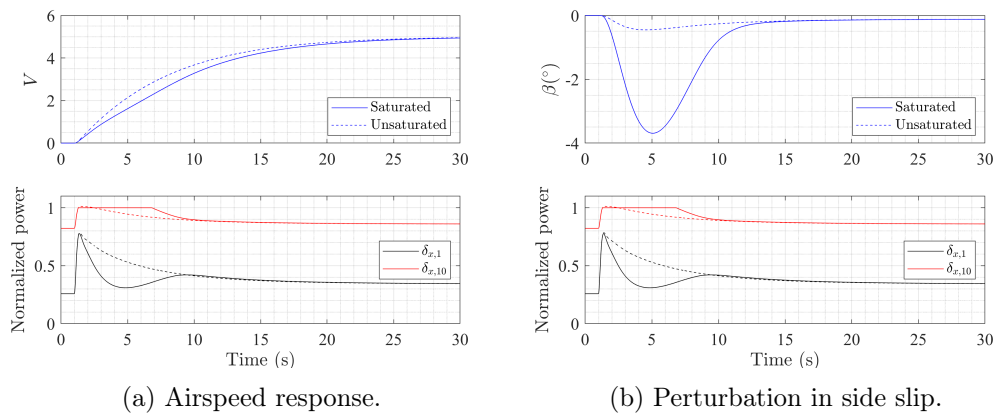 6
4
2
0
V
0 5 10 15 20 25 30
Saturated
Unsaturated
1
0.5
0
Normalized power
δx,1
δx,10
0 5 10 15 20 25 30
Time (s)
(a) Airspeed response.
0
-2
-4
β(°)
0 5 10 15 20 25 30
Saturated
Unsaturated
1
0.5
0
Normalized power
δx,1
δx,10
0 5 10 15 20 25 30
Time (s)
(b) Perturbation in side slip.